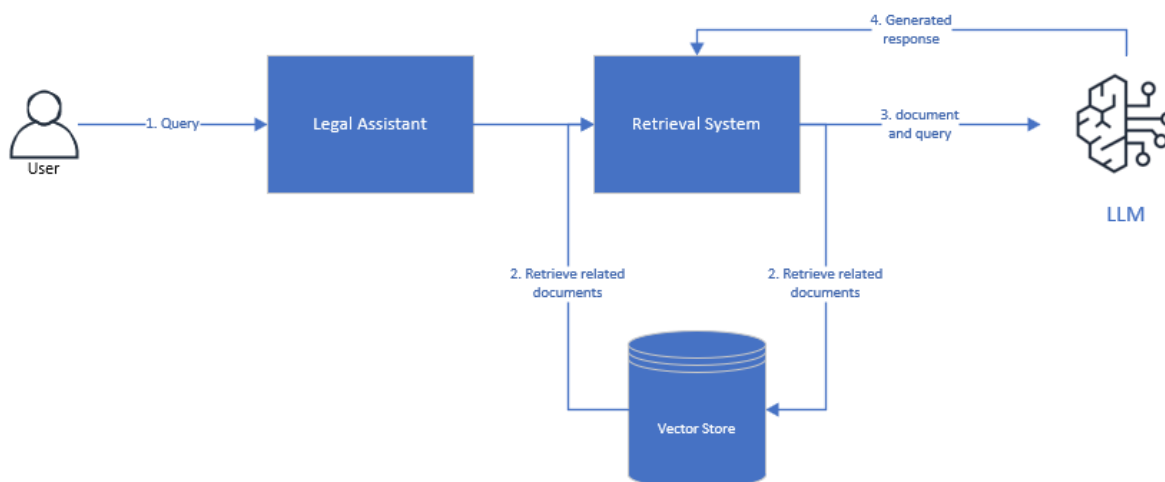 4. Generated
response
1. Query
Legal Assistant
Retrieval System
3. document
and query
User
LLM
2. Retrieve related
documents
2. Retrieve related
documents
Vector Store